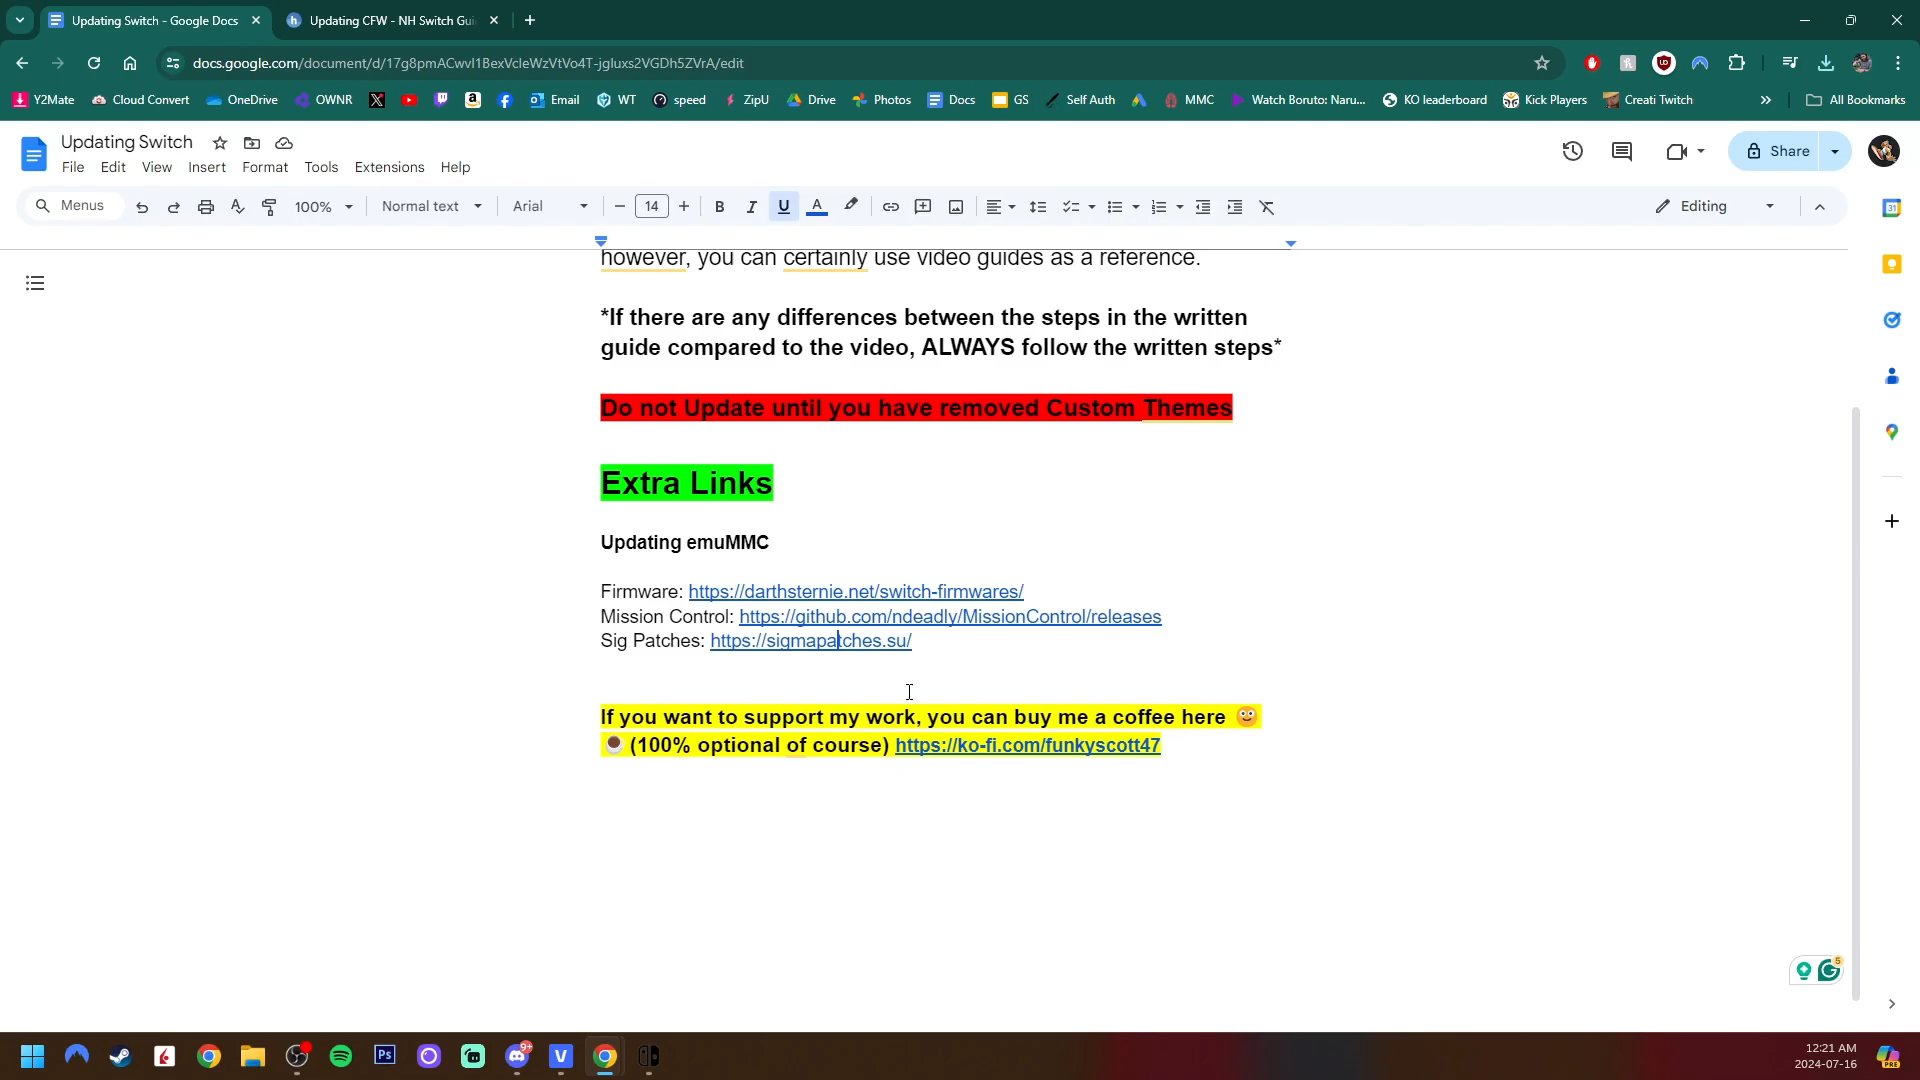 Updating Switch - Google Docs
Updating CFW - NH Switch Gui
docs.google.com/document/d/17g8pmACwvI1BexVcleWzVtVo4T-jgIuxs2VGDh5ZVrA/edit
Y2Mate
Cloud Convert
OneDrive
OWNR
Email
WT
speed
ZipU
Drive
Photos
Docs
GS
Self Auth
MMC
Watch Boruto: Naru...
KO leaderboard
Kick Players
Creati Twitch
All Bookmarks
Updating Switch
File Edit View Insert Format Tools Extensions Help
Share
Menus
100%
Normal text
Arial
14
Editing
however, you can certainly use video guides as a reference.
*If there are any differences between the steps in the written
guide compared to the video, ALWAYS follow the written steps*
Do not Update until you have removed Custom Themes
Extra Links
Updating emuMMC
Firmware: https://darthsternie.net/switch-firmwares/
Mission Control: https://github.com/ndeadly/MissionControl/releases
Sig Patches: https://sigmapatches.su/
If you want to support my work, you can buy me a coffee here
(100% optional of course) https://ko-fi.com/funkyscott47
5
9+
12:21 AM
2024-07-16